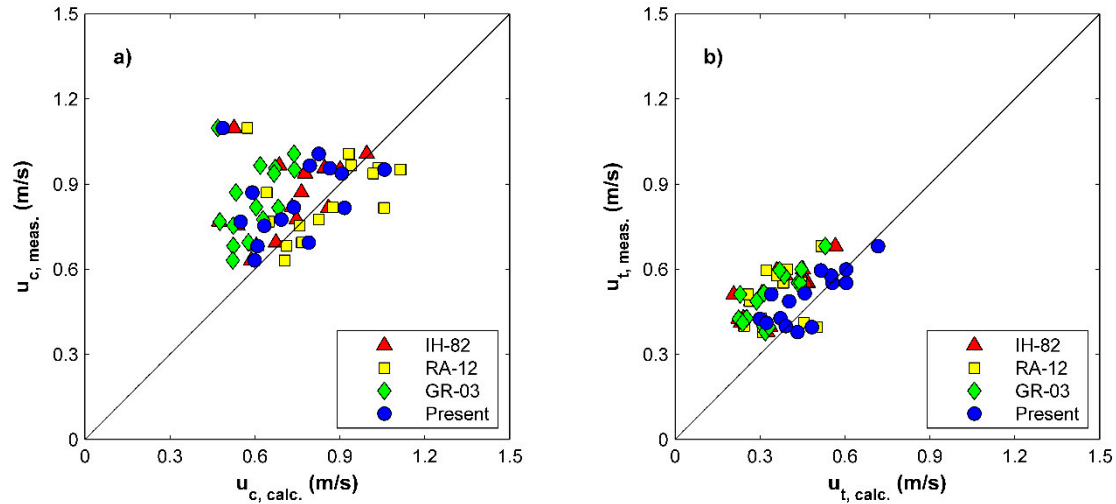 a)
1.5
1.2
0.9
0.6
0.3
0
u_c, meas. (m/s)
IH-82
RA-12
GR-03
Present
0 0.3 0.6 0.9 1.2 1.5
u_c, calc. (m/s)
b)
1.5
1.2
0.9
0.6
0.3
0
u_t, meas. (m/s)
IH-82
RA-12
GR-03
Present
0 0.3 0.6 0.9 1.2 1.5
u_t, calc. (m/s)